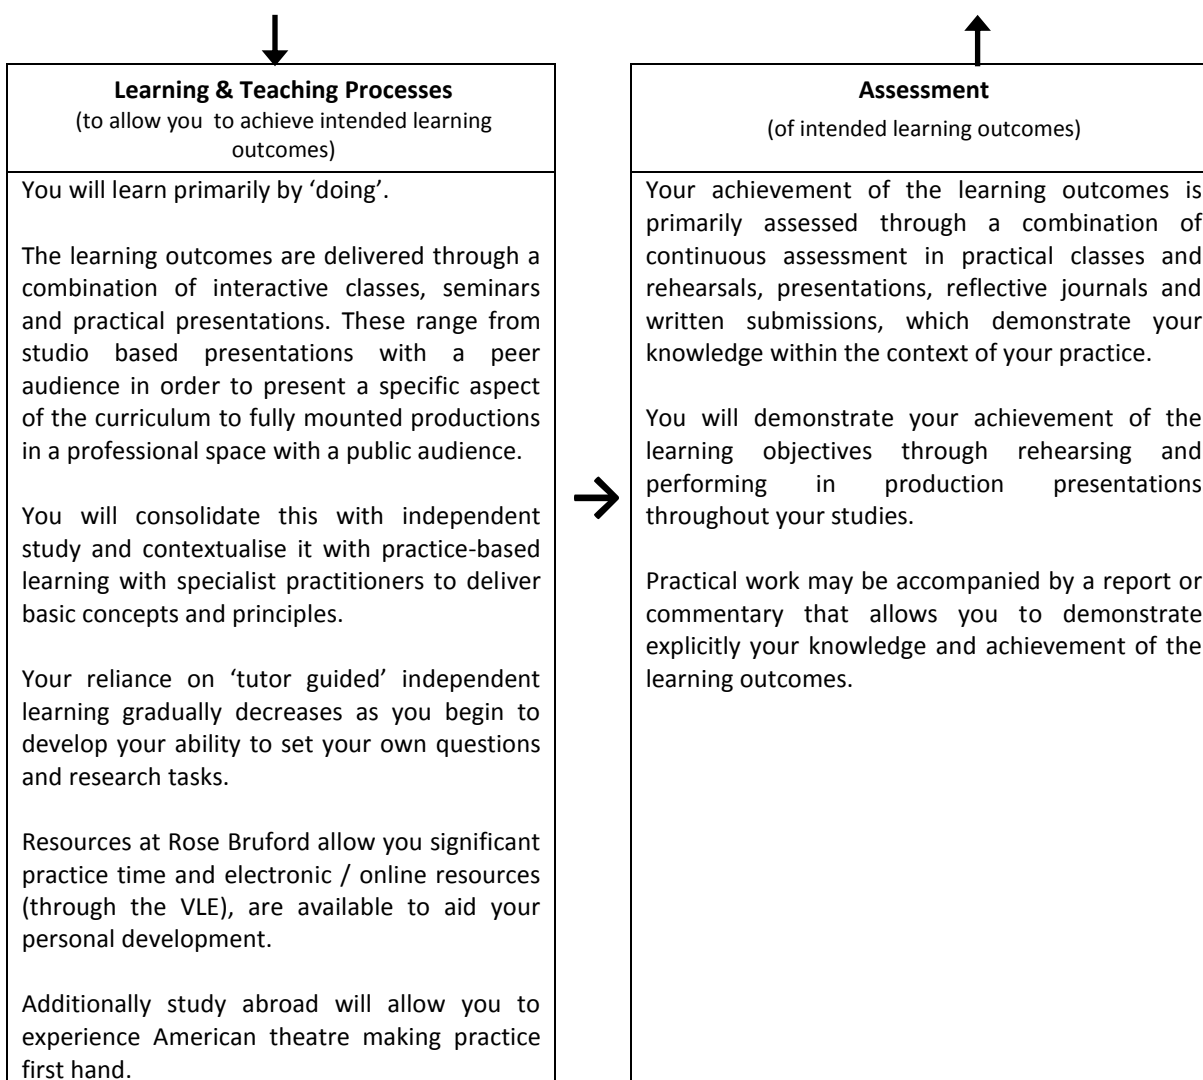 Learning & Teaching Processes
(to allow you  to achieve intended learning
outcomes)
You will learn primarily by ‘doing’.
The learning outcomes are delivered through a
combination of interactive classes, seminars
and practical presentations. These range from
studio based presentations with a peer
audience in order to present a specific aspect
of the curriculum to fully mounted productions
in a professional space with a public audience.
You will consolidate this with independent
study and contextualise it with practice-based
learning with specialist practitioners to deliver
basic concepts and principles.
Your reliance on ‘tutor guided’ independent
learning gradually decreases as you begin to
develop your ability to set your own questions
and research tasks.
Resources at Rose Bruford allow you significant
practice time and electronic / online resources
(through the VLE), are available to aid your
personal development.
Additionally study abroad will allow you to
experience American theatre making practice
first hand.
Assessment
(of intended learning outcomes)
Your achievement of the learning outcomes is
primarily assessed through a combination of
continuous assessment in practical classes and
rehearsals, presentations, reflective journals and
written submissions, which demonstrate your
knowledge within the context of your practice.
You will demonstrate your achievement of the
learning objectives through rehearsing and
performing in production presentations
throughout your studies.
Practical work may be accompanied by a report or
commentary that allows you to demonstrate
explicitly your knowledge and achievement of the
learning outcomes.